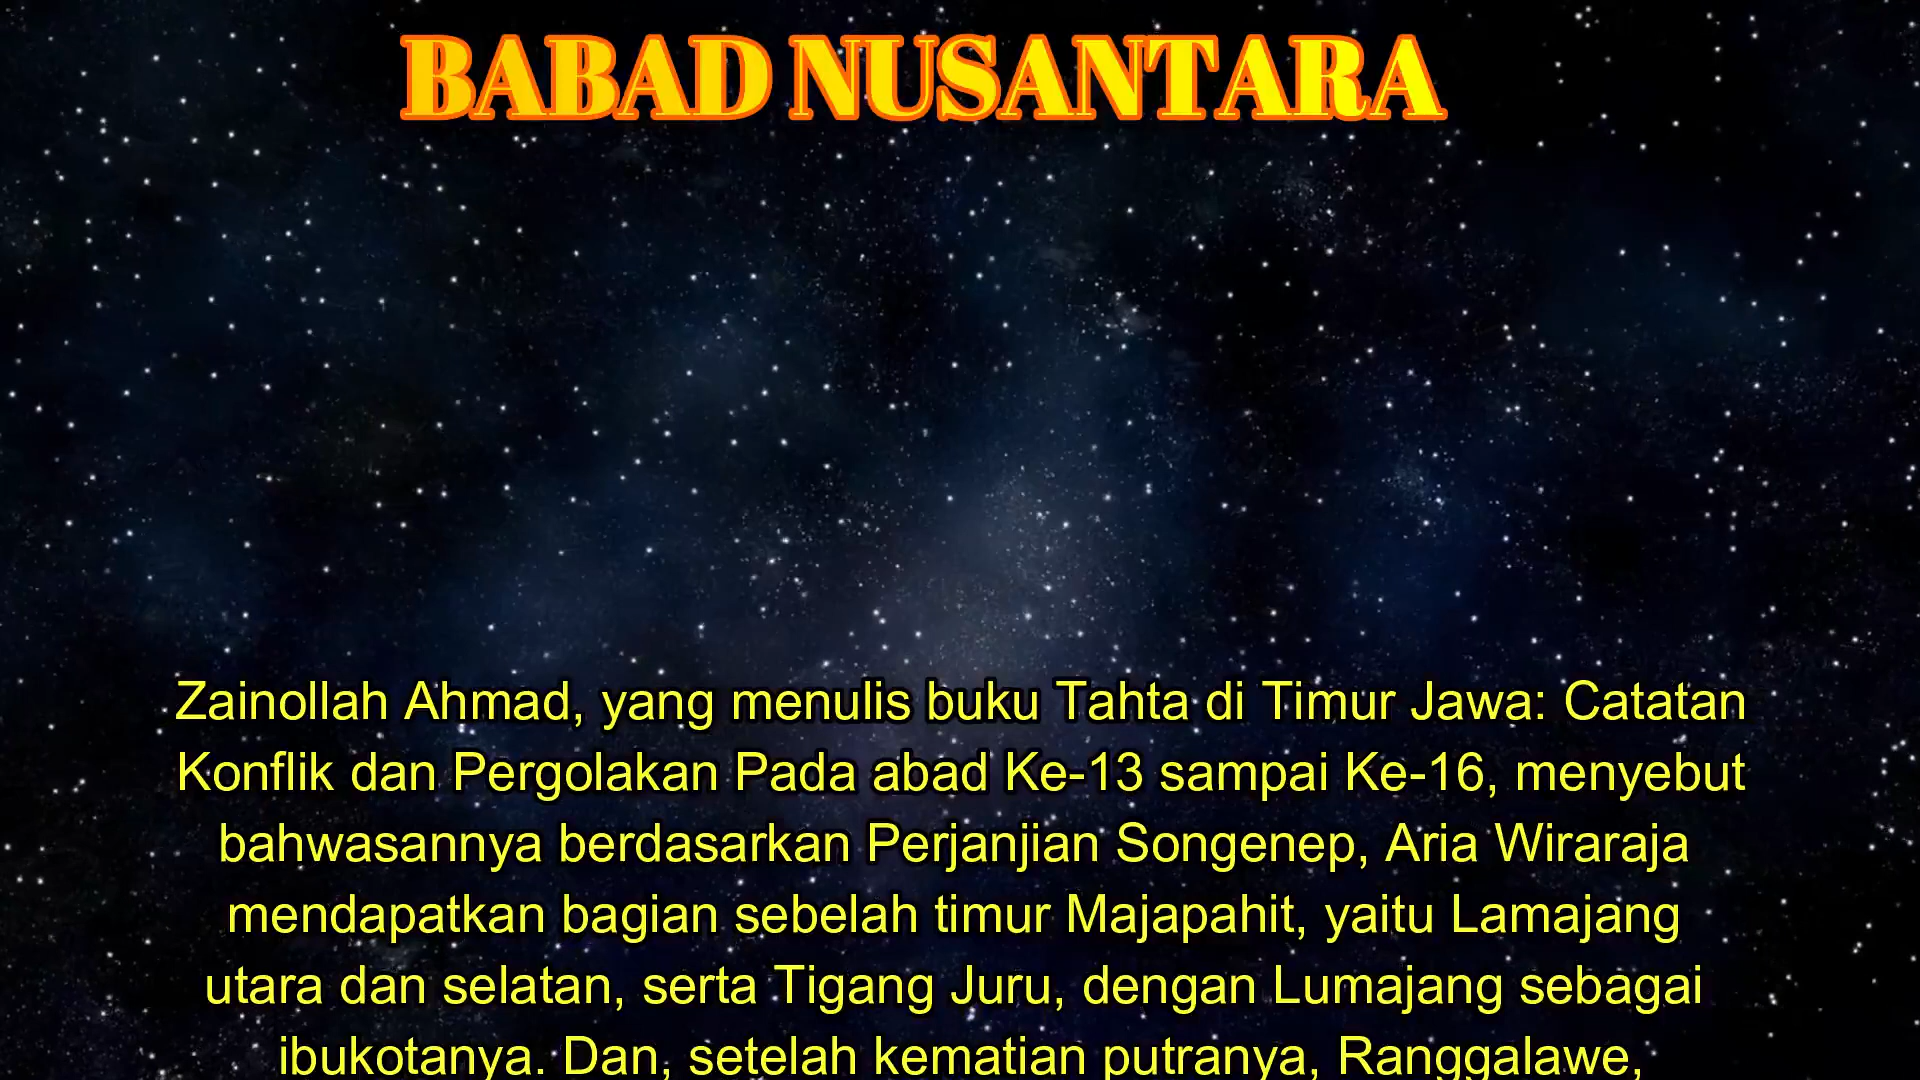 BABAD NUSANTARA
Zainollah Ahmad, yang menulis buku Tahta di Timur Jawa: Catatan
Konflik dan Pergolakan Pada abad Ke-13 sampai Ke-16, menyebut
bahwasannya berdasarkan Perjanjian Songenep, Aria Wiraraja
mendapatkan bagian sebelah timur Majapahit, yaitu Lamajang
utara dan selatan, serta Tigang Juru, dengan Lumajang sebagai
ibukotanya. Dan, setelah kematian putranya, Ranggalawe,